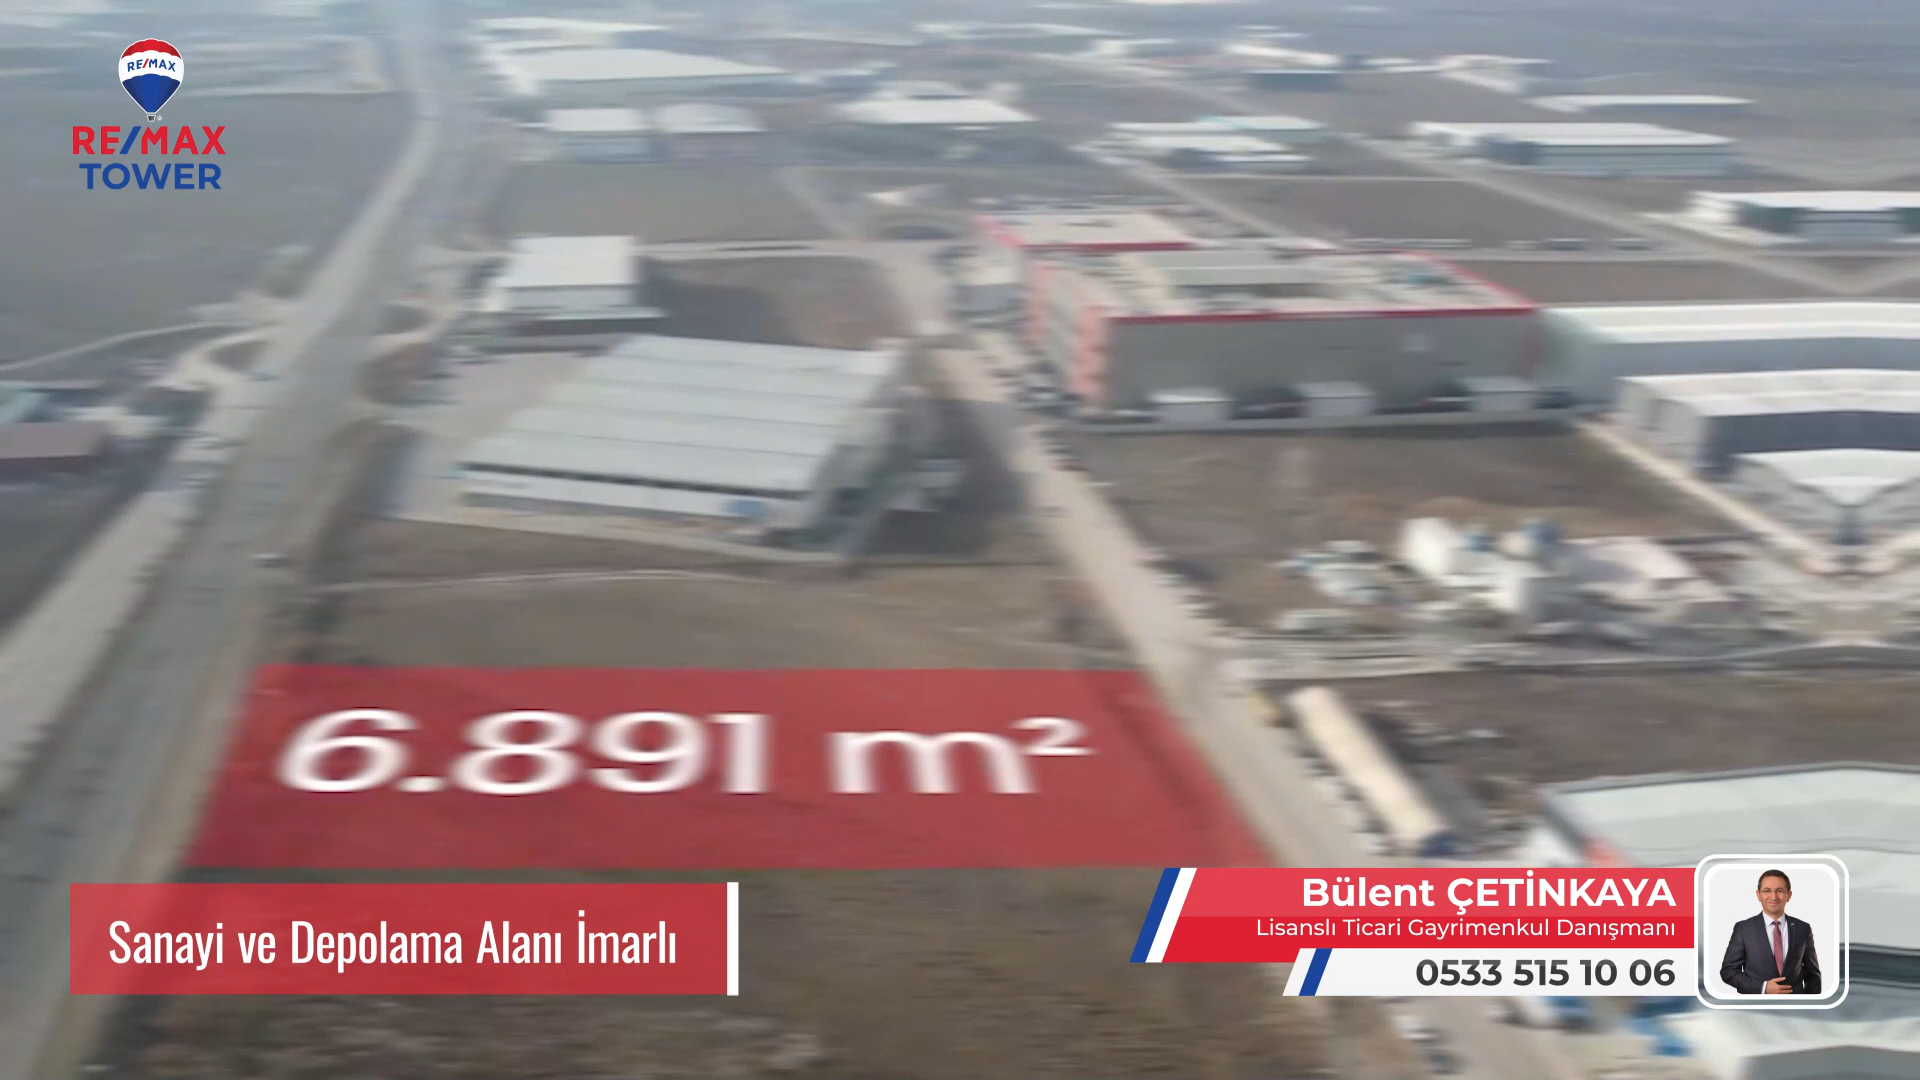 RE/MAX
RE/MAX
TOWER
6.891 m²
Sanayi ve Depolama Alanı İmarlı
Bülent ÇETİNKAYA
Lisanslı Ticari Gayrimenkul Danışmanı
0533 515 10 06